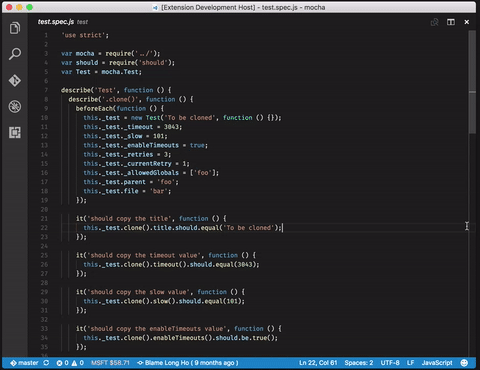 [Extension Development Host] - test.spec.js - mocha
test.spec.js test
1 'use strict';
2
3 var mocha = require('../');
4 var should = require('should');
5 var Test = mocha.Test;
6
7 describe('Test', function () {
8 describe('.clone()', function () {
9 beforeEach(function () {
10 this._test = new Test('To be cloned', function () {});
11 this._test._timeout = 3043;
12 this._test._slow = 101;
13 this._test._enableTimeouts = true;
14 this._test._retries = 3;
15 this._test._currentRetry = 1;
16 this._test._allowedGlobals = ['foo'];
17 this._test.parent = 'foo';
18 this._test.file = 'bar';
19 });
20
21 it('should copy the title', function () {
22 this._test.clone().title.should.equal('To be cloned');
23 });
24
25 it('should copy the timeout value', function () {
26 this._test.clone().timeout().should.equal(3043);
27 });
28
29 it('should copy the slow value', function () {
30 this._test.clone().slow().should.equal(101);
31 });
32
33 it('should copy the enableTimeouts value', function () {
34 this._test.clone().enableTimeouts().should.be.true();
35 });
36
master 0 0 MSFT $58.71 Blame Long Ho ( 9 months ago ) Ln 22, Col 61 Spaces: 2 UTF-8 LF JavaScript